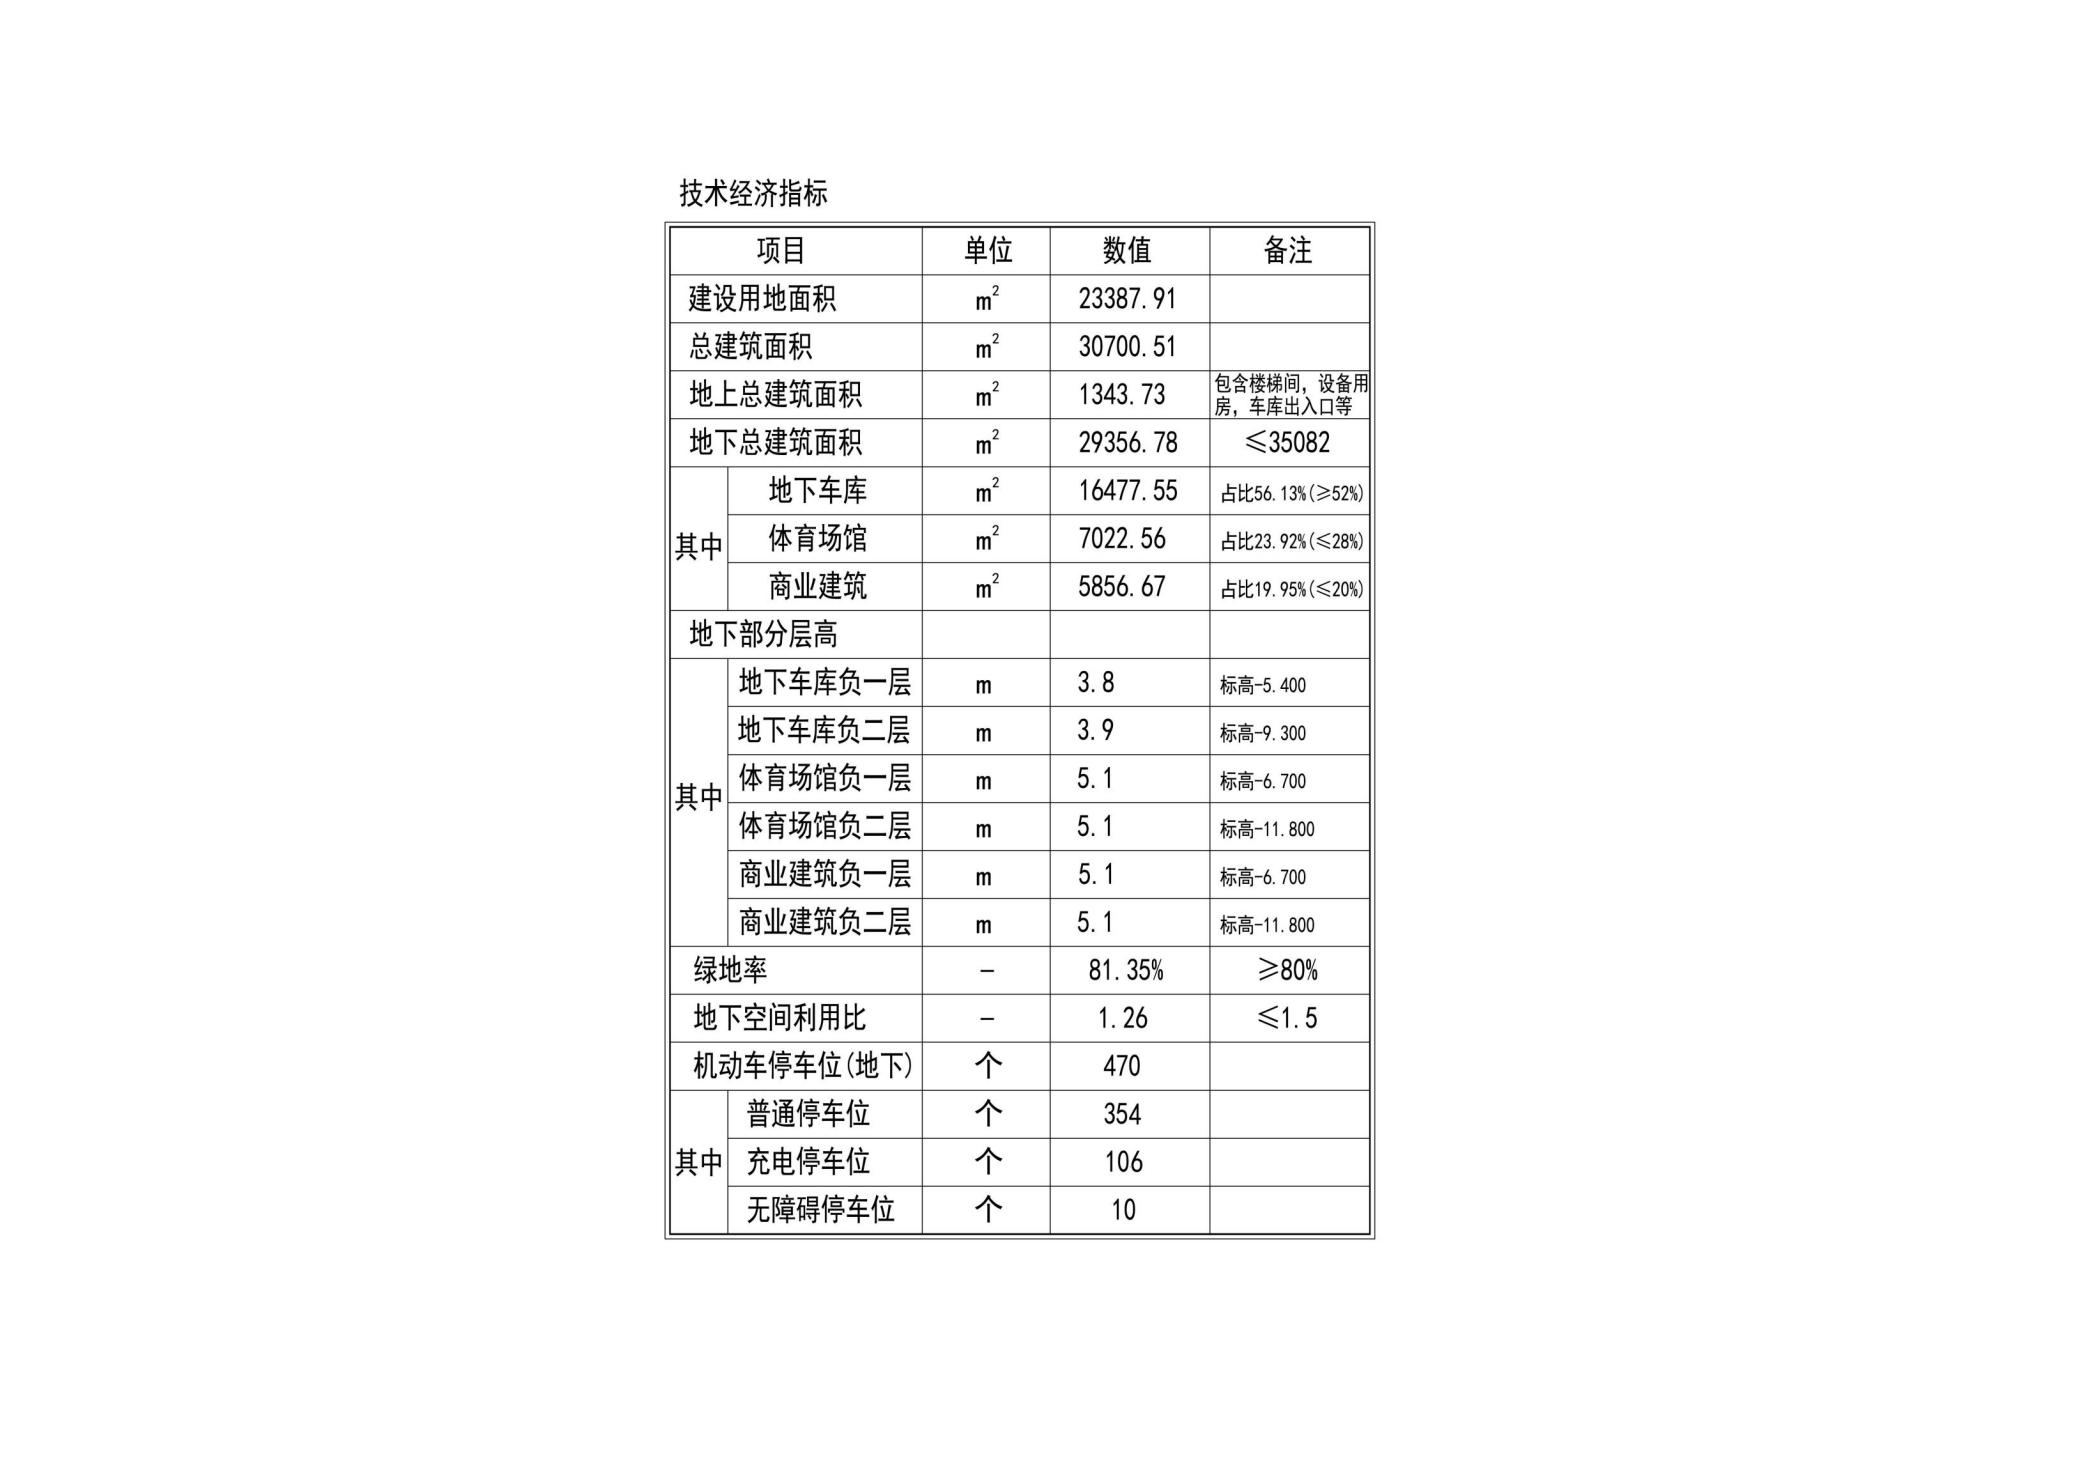 技术经济指标
项目 单位 数值 备注
建设用地面积 m² 23387.91
总建筑面积 m² 30700.51
地上总建筑面积 m² 1343.73 包含楼梯间，设备用
房，车库出入口等
地下总建筑面积 m² 29356.78 ≤35082
其中 地下车库 m² 16477.55 占比56.13%(≥52%)
体育场馆 m² 7022.56 占比23.92%(≤28%)
商业建筑 m² 5856.67 占比19.95%(≤20%)
地下部分层高
其中 地下车库负一层 m 3.8 标高-5.400
地下车库负二层 m 3.9 标高-9.300
体育场馆负一层 m 5.1 标高-6.700
体育场馆负二层 m 5.1 标高-11.800
商业建筑负一层 m 5.1 标高-6.700
商业建筑负二层 m 5.1 标高-11.800
绿地率 - 81.35% ≥80%
地下空间利用比 - 1.26 ≤1.5
机动车停车位(地下) 个 470
其中 普通停车位 个 354
充电停车位 个 106
无障碍停车位 个 10